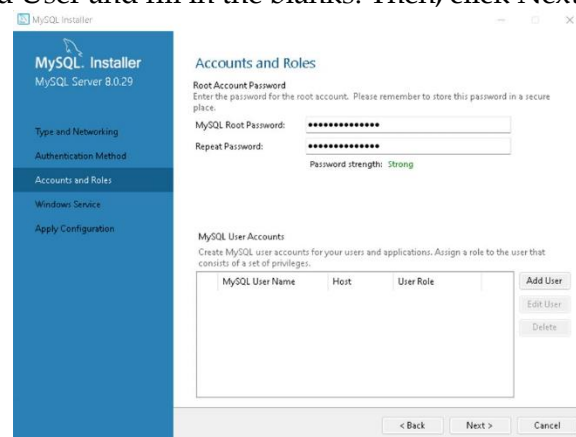 User and fill in the blanks. Then, click Next
MySQL Installer
MySQL. Installer
MySQL Server 8.0.29
Type and Networking
Authentication Method
Accounts and Roles
Windows Service
Apply Configuration
Accounts and Roles
Root Account Password
Enter the password for the root account. Please remember to store this password in a secure
place.
MySQL Root Password: ●●●●●●●●●●●●●●
Repeat Password: ●●●●●●●●●●●●●●
Password strength: Strong
MySQL User Accounts
Create MySQL user accounts for your users and applications. Assign a role to the user that
consists of a set of privileges.
MySQL User Name Host User Role
Add User
Edit User
Delete
< Back Next > Cancel